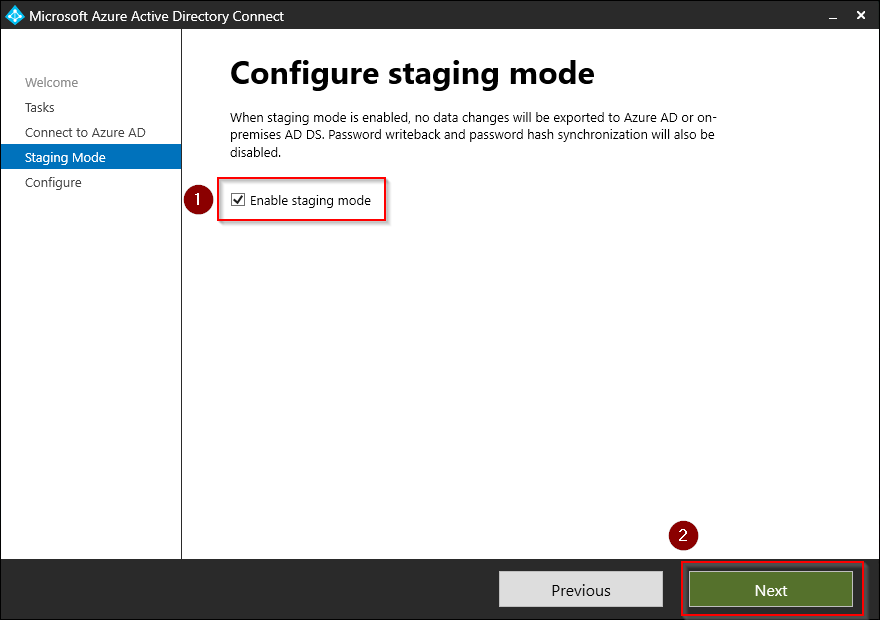 Microsoft Azure Active Directory Connect
Welcome
Tasks
Connect to Azure AD
Staging Mode
Configure
Configure staging mode
When staging mode is enabled, no data changes will be exported to Azure AD or on-
premises AD DS. Password writeback and password hash synchronization will also be
disabled.
1
Enable staging mode
2
Previous
Next